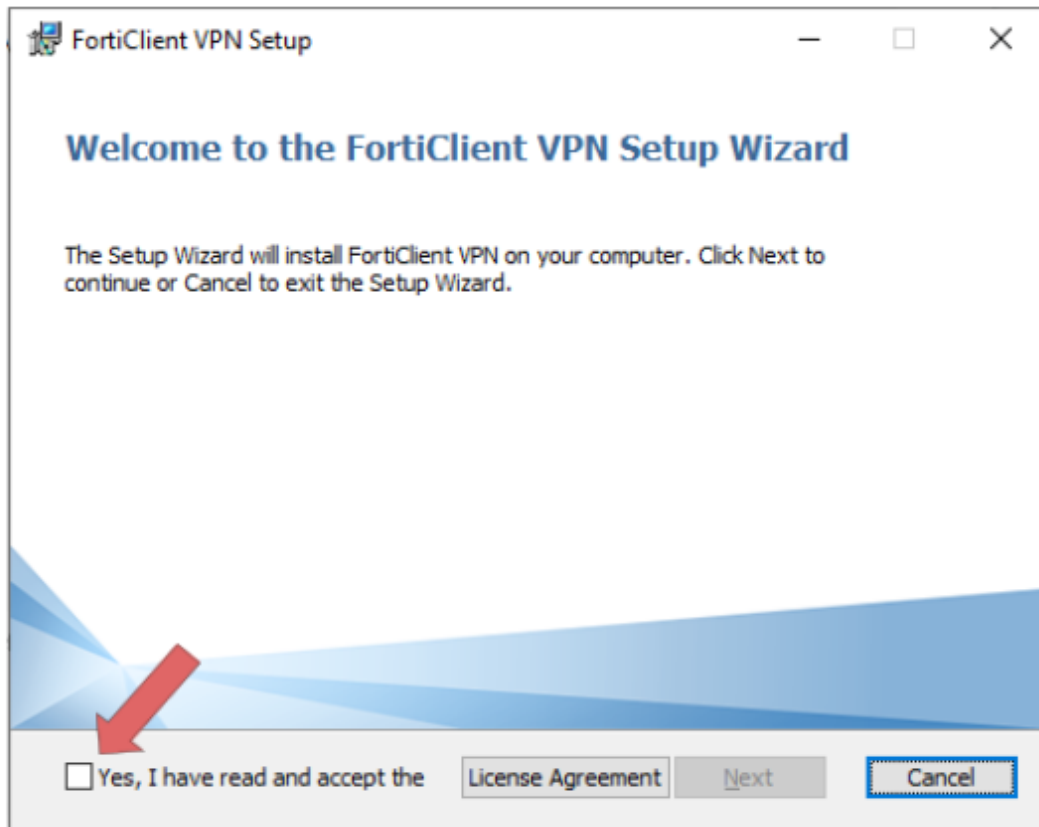 FortiClient VPN Setup
Welcome to the FortiClient VPN Setup Wizard
The Setup Wizard will install FortiClient VPN on your computer. Click Next to
continue or Cancel to exit the Setup Wizard.
Yes, I have read and accept the License Agreement Next Cancel